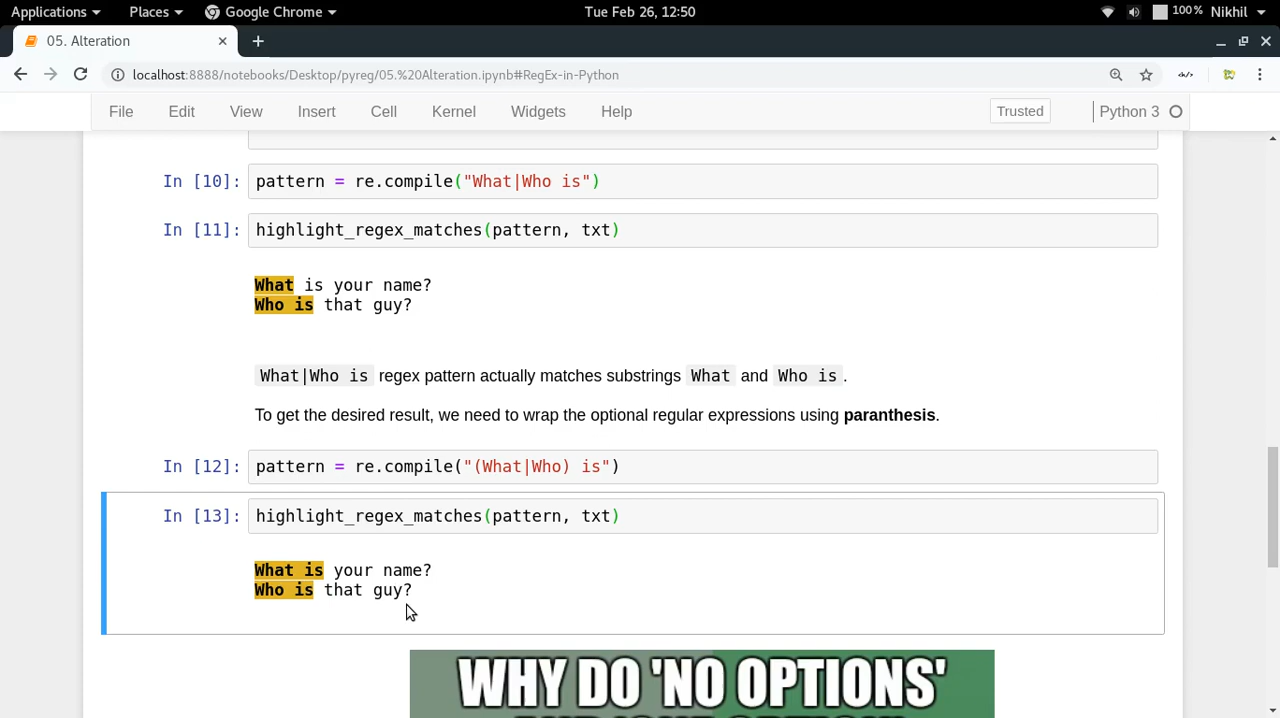 Applications Places Google Chrome Tue Feb 26, 12:50 100% Nikhil
05. Alteration
localhost:8888/notebooks/Desktop/pyreg/05.%20Alteration.ipynb#RegEx-in-Python
File Edit View Insert Cell Kernel Widgets Help Trusted Python 3
In [10]: pattern = re.compile("What|Who is")
In [11]: highlight_regex_matches(pattern, txt)
What is your name?
Who is that guy?
What|Who is regex pattern actually matches substrings What and Who is.
To get the desired result, we need to wrap the optional regular expressions using paranthesis.
In [12]: pattern = re.compile("(What|Who) is")
In [13]: highlight_regex_matches(pattern, txt)
What is your name?
Who is that guy?
WHY DO 'NO OPTIONS'